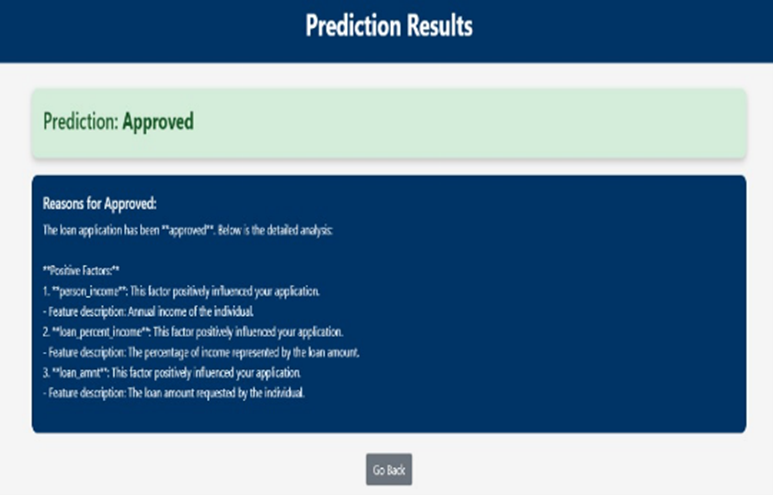 Prediction Results
Prediction: Approved
Reasons for Approved:
The loan application has been **approved**. Below is the detailed analysis:
**Positive Factors:**
1. **person_income**: This factor positively influenced your application.
- Feature description: Annual income of the individual.
2. **loan_percent_income**: This factor positively influenced your application.
- Feature description: The percentage of income represented by the loan amount.
3. **loan_amnt**: This factor positively influenced your application.
- Feature description: The loan amount requested by the individual.
Go Back